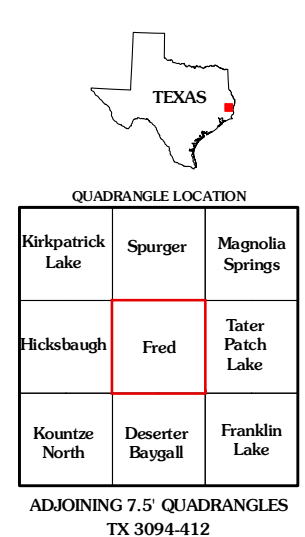 TEXAS
QUADRANGLE LOCATION
Kirkpatrick
Lake
Spurger
Magnolia
Springs
Hicksbaugh
Fred
Tater
Patch
Lake
Kountze
North
Deserter
Baygall
Franklin
Lake
ADJOINING 7.5' QUADRANGLES
TX 3094-412